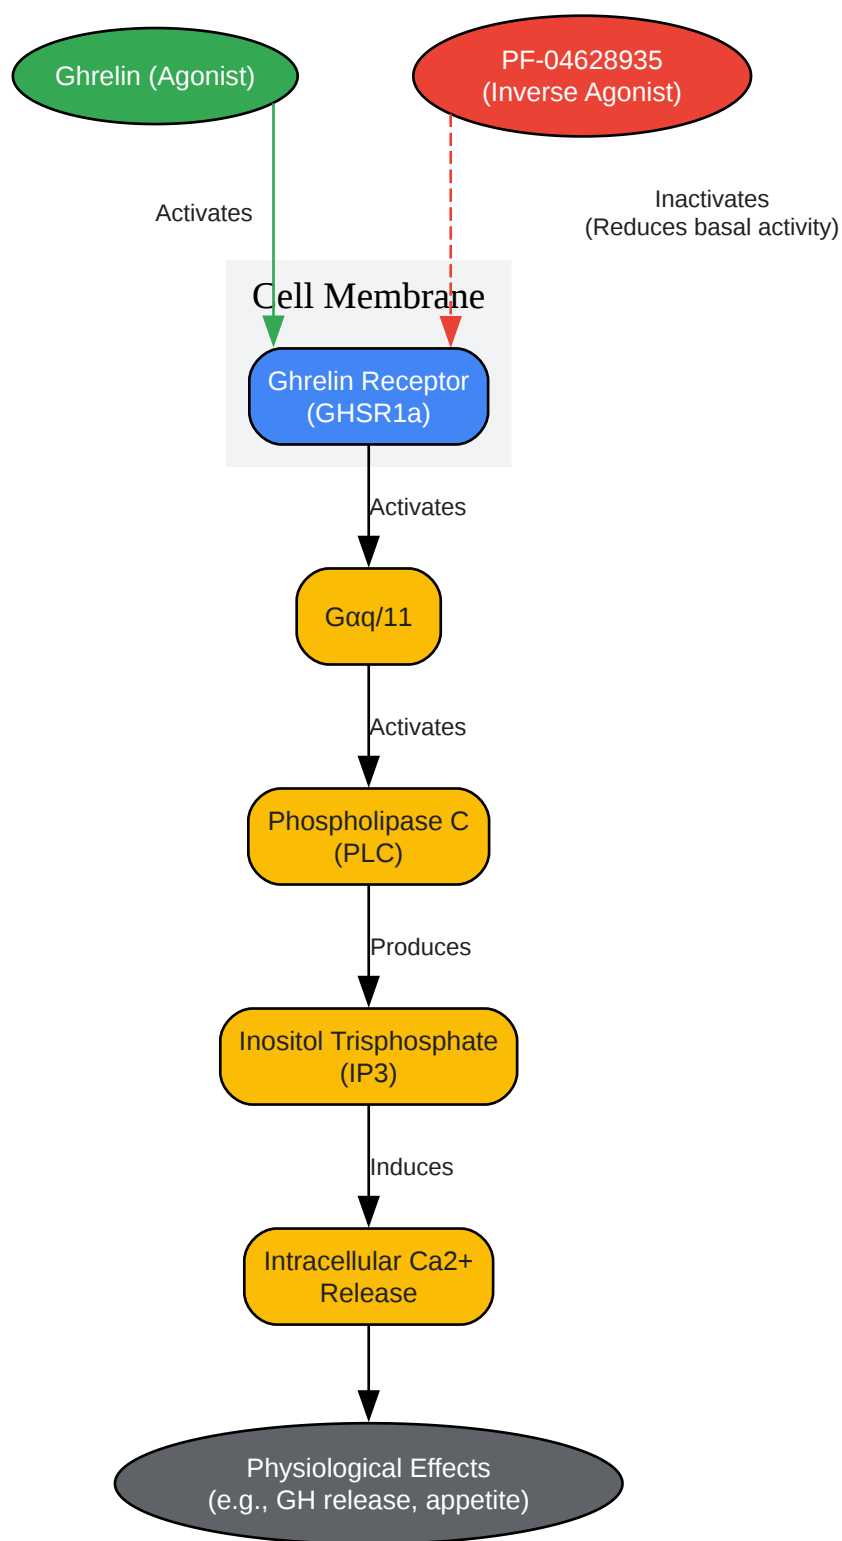 Ghrelin (Agonist)
PF-04628935
(Inverse Agonist)
Activates
Inactivates
(Reduces basal activity)
Cell Membrane
Ghrelin Receptor
(GHSR1a)
Activates
Gαq/11
Activates
Phospholipase C
(PLC)
Produces
Inositol Trisphosphate
(IP3)
Induces
Intracellular Ca2+
Release
Physiological Effects
(e.g., GH release, appetite)